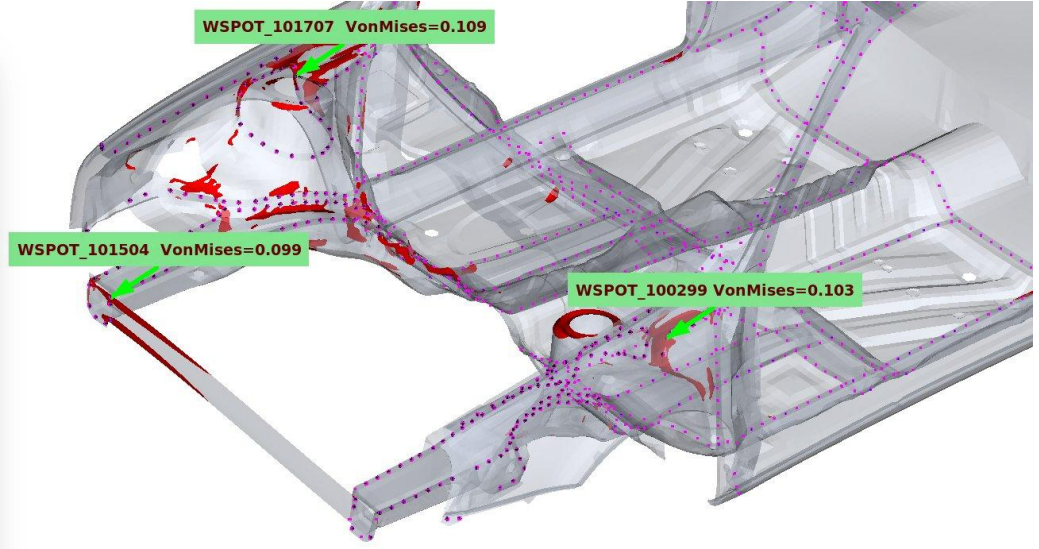 WSPOT_101707 VonMises=0.109
WSPOT_101504 VonMises=0.099
WSPOT_100299 VonMises=0.103